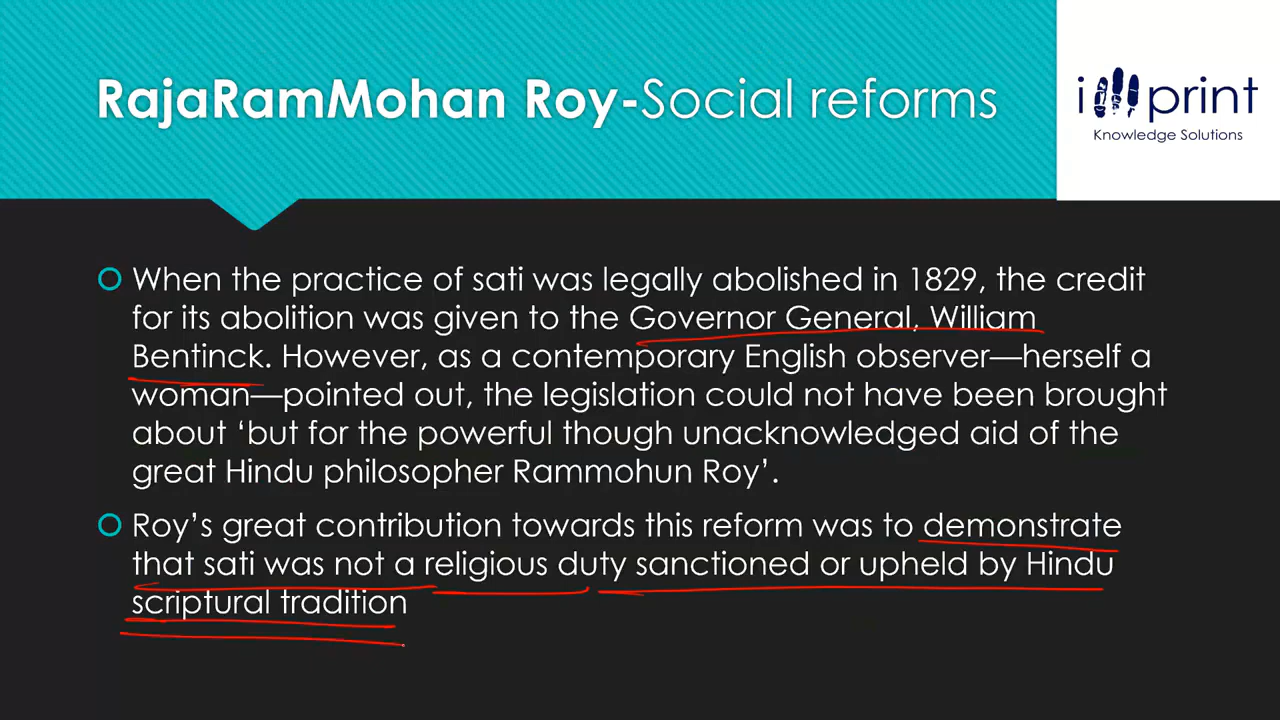 RajaRamMohan Roy-Social reforms
i print
Knowledge Solutions
When the practice of sati was legally abolished in 1829, the credit
for its abolition was given to the Governor General, William
Bentinck. However, as a contemporary English observer—herself a
woman—pointed out, the legislation could not have been brought
about ‘but for the powerful though unacknowledged aid of the
great Hindu philosopher Rammohun Roy’.
Roy’s great contribution towards this reform was to demonstrate
that sati was not a religious duty sanctioned or upheld by Hindu
scriptural tradition